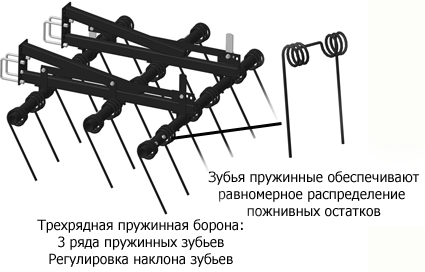 Зубья пружинные обеспечивают
равномерное распределение
пожнивных остатков
Трехрядная пружинная борона:
3 ряда пружинных зубьев
Регулировка наклона зубьев